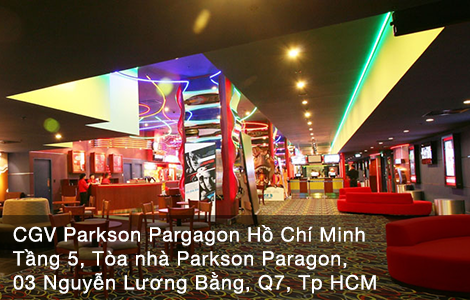 CGV Parkson Pargagon Hồ Chí Minh
Tầng 5, Tòa nhà Parkson Paragon,
03 Nguyễn Lương Bằng, Q7, Tp HCM